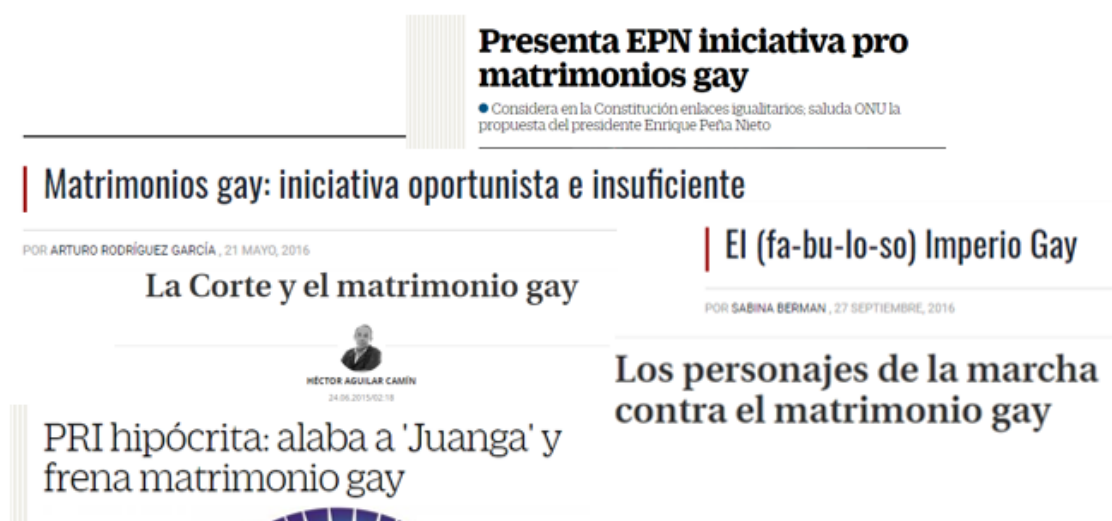 Presenta EPN iniciativa pro
matrimonios gay
Considera en la Constitución enlaces igualitarios; saluda ONU la
propuesta del presidente Enrique Peña Nieto
Matrimonios gay: iniciativa oportunista e insuficiente
POR ARTURO RODRÍGUEZ GARCÍA , 21 MAYO, 2016
El (fa-bu-lo-so) Imperio Gay
POR SABINA BERMAN , 27 SEPTIEMBRE, 2016
La Corte y el matrimonio gay
HÉCTOR AGUILAR CAMÍN
24.06.2015/02:18
Los personajes de la marcha
contra el matrimonio gay
PRI hipócrita: alaba a 'Juanga' y
frena matrimonio gay